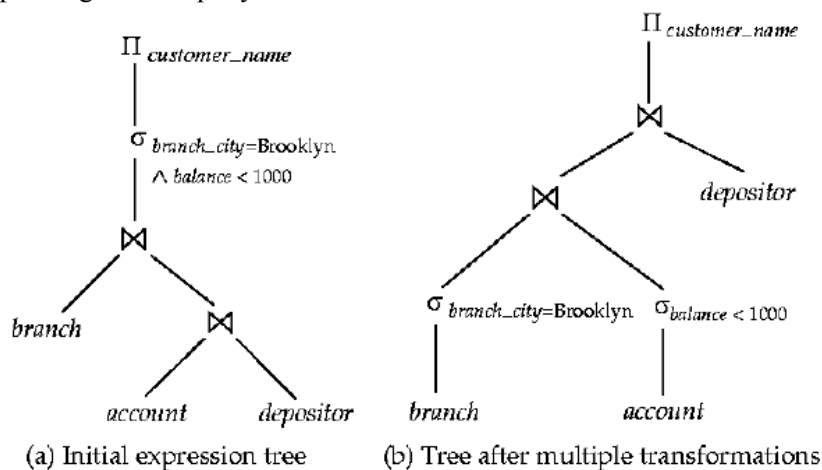 Π customer_name
σ branch_city=Brooklyn
∧ balance < 1000
⋈
branch
⋈
account depositor
(a) Initial expression tree
Π customer_name
⋈
⋈
depositor
σ branch_city=Brooklyn σ balance < 1000
branch account
(b) Tree after multiple transformations